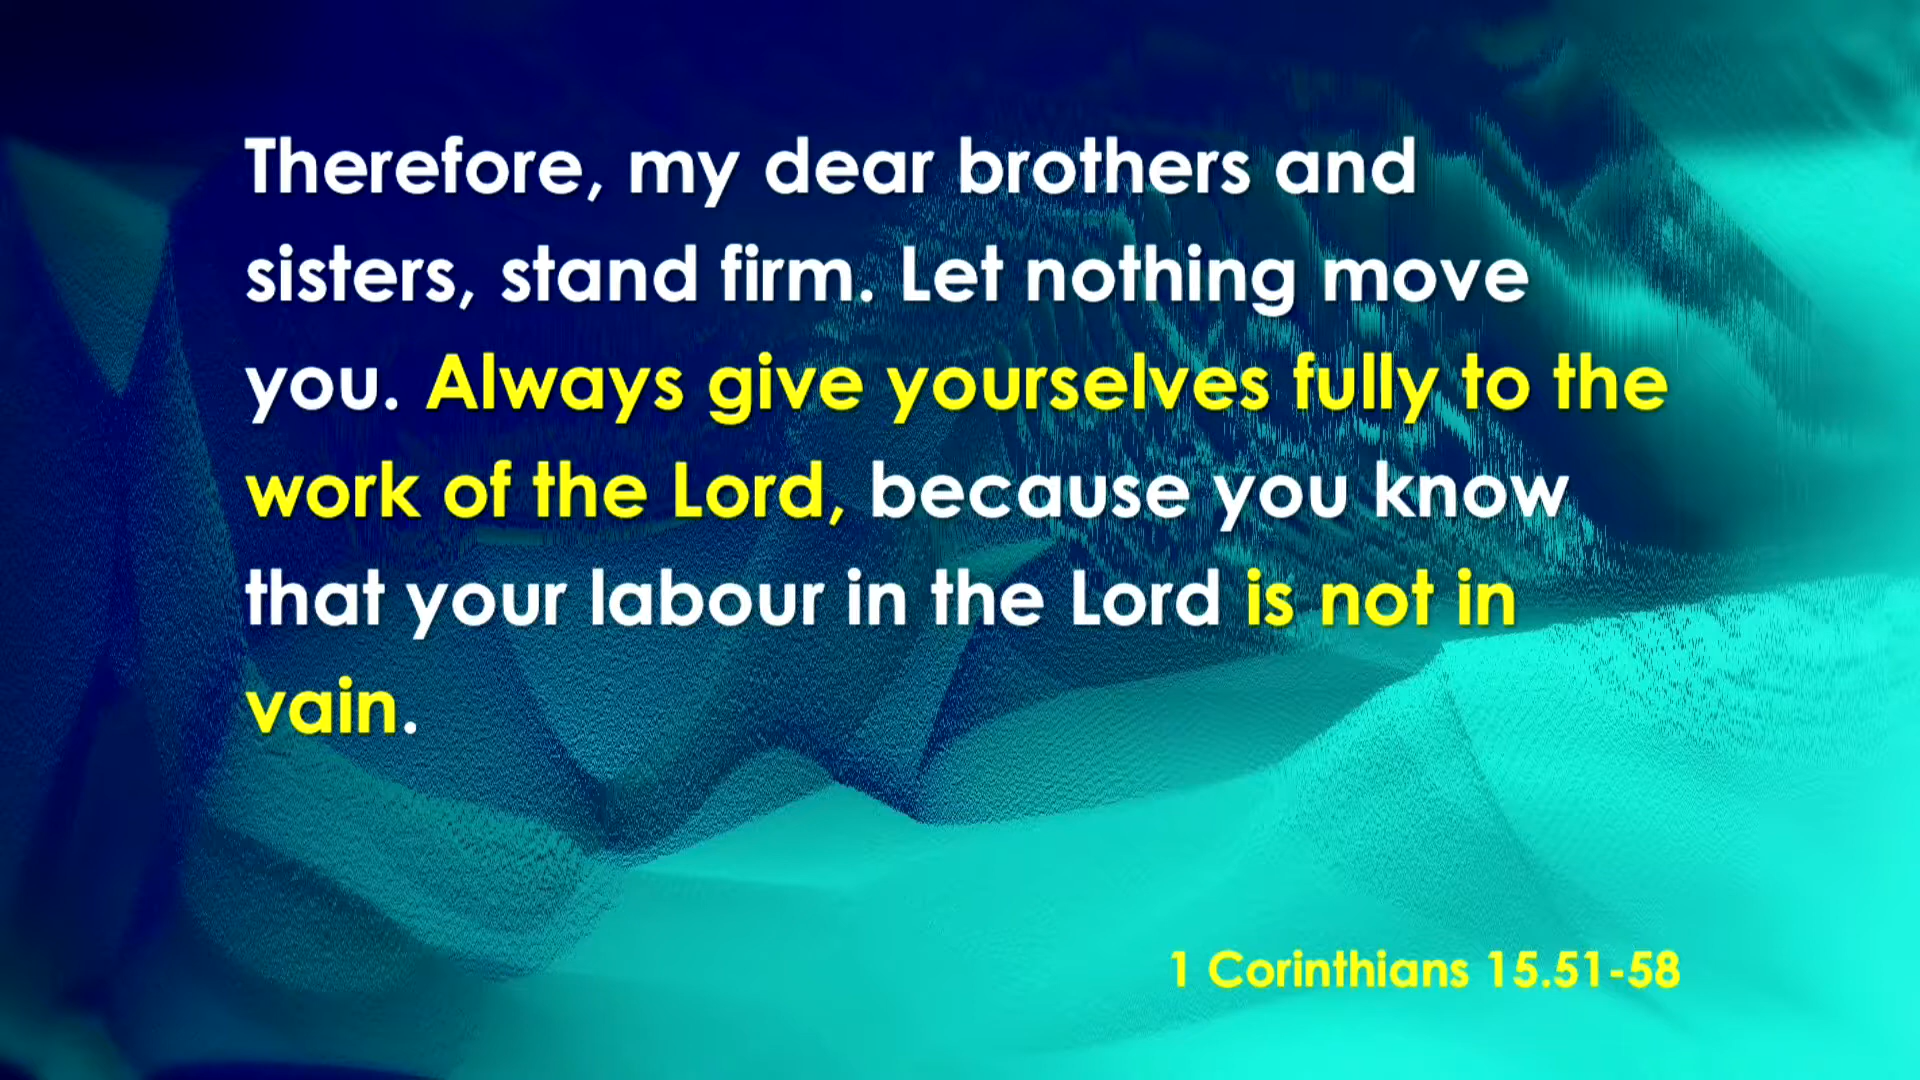 Therefore, my dear brothers and
sisters, stand firm. Let nothing move
you. Always give yourselves fully to the
work of the Lord, because you know
that your labour in the Lord is not in
vain.
1 Corinthians 15.51-58